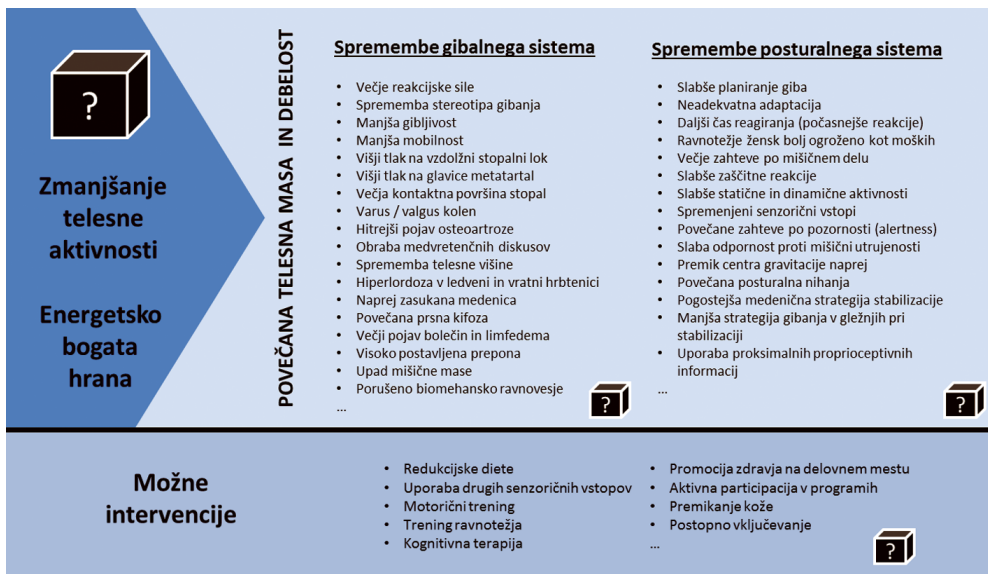 ?
Zmanjšanje
telesne
aktivnosti
Energetsko
bogata
hrana
POVEČANA TELESNA MASA IN DEBELOST
Spremembe gibalnega sistema
• Večje reakcijske sile
• Sprememba stereotipa gibanja
• Manjša gibljivost
• Manjša mobilnost
• Višji tlak na vzdolžni stopalni lok
• Višji tlak na glavice metatartal
• Večja kontaktna površina stopal
• Varus / valgus kolen
• Hitrejši pojav osteoartroze
• Obraba medvretenčnih diskusov
• Sprememba telesne višine
• Hiperlordoza v ledveni in vratni hrbtenici
• Naprej zasukana medenica
• Povečana prsna kifoza
• Večji pojav bolečin in limfedema
• Visoko postavljena prepona
• Upad mišične mase
• Porušeno biomehansko ravnovesje
...
?
Spremembe posturalnega sistema
• Slabše planiranje giba
• Neadekvatna adaptacija
• Daljši čas reagiranja (počasnejše reakcije)
• Ravnotežje žensk bolj ogroženo kot moških
• Večje zahteve po mišičnem delu
• Slabše zaščitne reakcije
• Slabše statične in dinamične aktivnosti
• Spremenjeni senzorični vstopi
• Povečane zahteve po pozornosti (alertness)
• Slaba odpornost proti mišični utrujenosti
• Premik centra gravitacije naprej
• Povečana posturalna nihanja
• Pogostejša medenična strategija stabilizacije
• Manjša strategija gibanja v gležnjih pri
stabilizaciji
• Uporaba proksimalnih proprioceptivnih
informacij
...
?
Možne
intervencije
• Redukcijske diete
• Uporaba drugih senzoričnih vstopov
• Motorični trening
• Trening ravnotežja
• Kognitivna terapija
• Promocija zdravja na delovnem mestu
• Aktivna participacija v programih
• Premikanje kože
• Postopno vključevanje
...
?